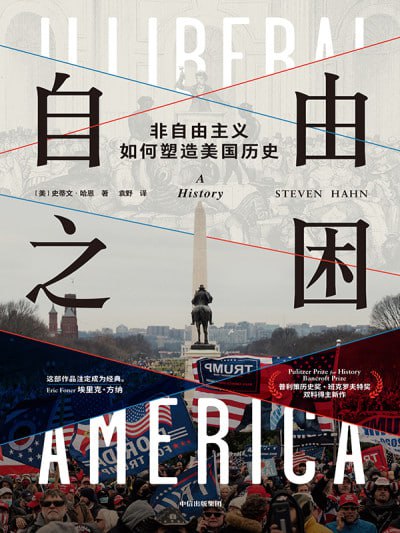 ILLIBERAL
自由
非自由主义
如何塑造美国历史
A
History
[美] 史蒂文·哈恩 著 袁野 译
STEVEN HAHN
之困
这部作品注定成为经典。
Eric Foner 埃里克·方纳
Pulitzer Prize for History
Bancroft Prize
普利策历史奖·班克罗夫特奖
双料得主新作
TRUMP
AMERICA
中信出版集团